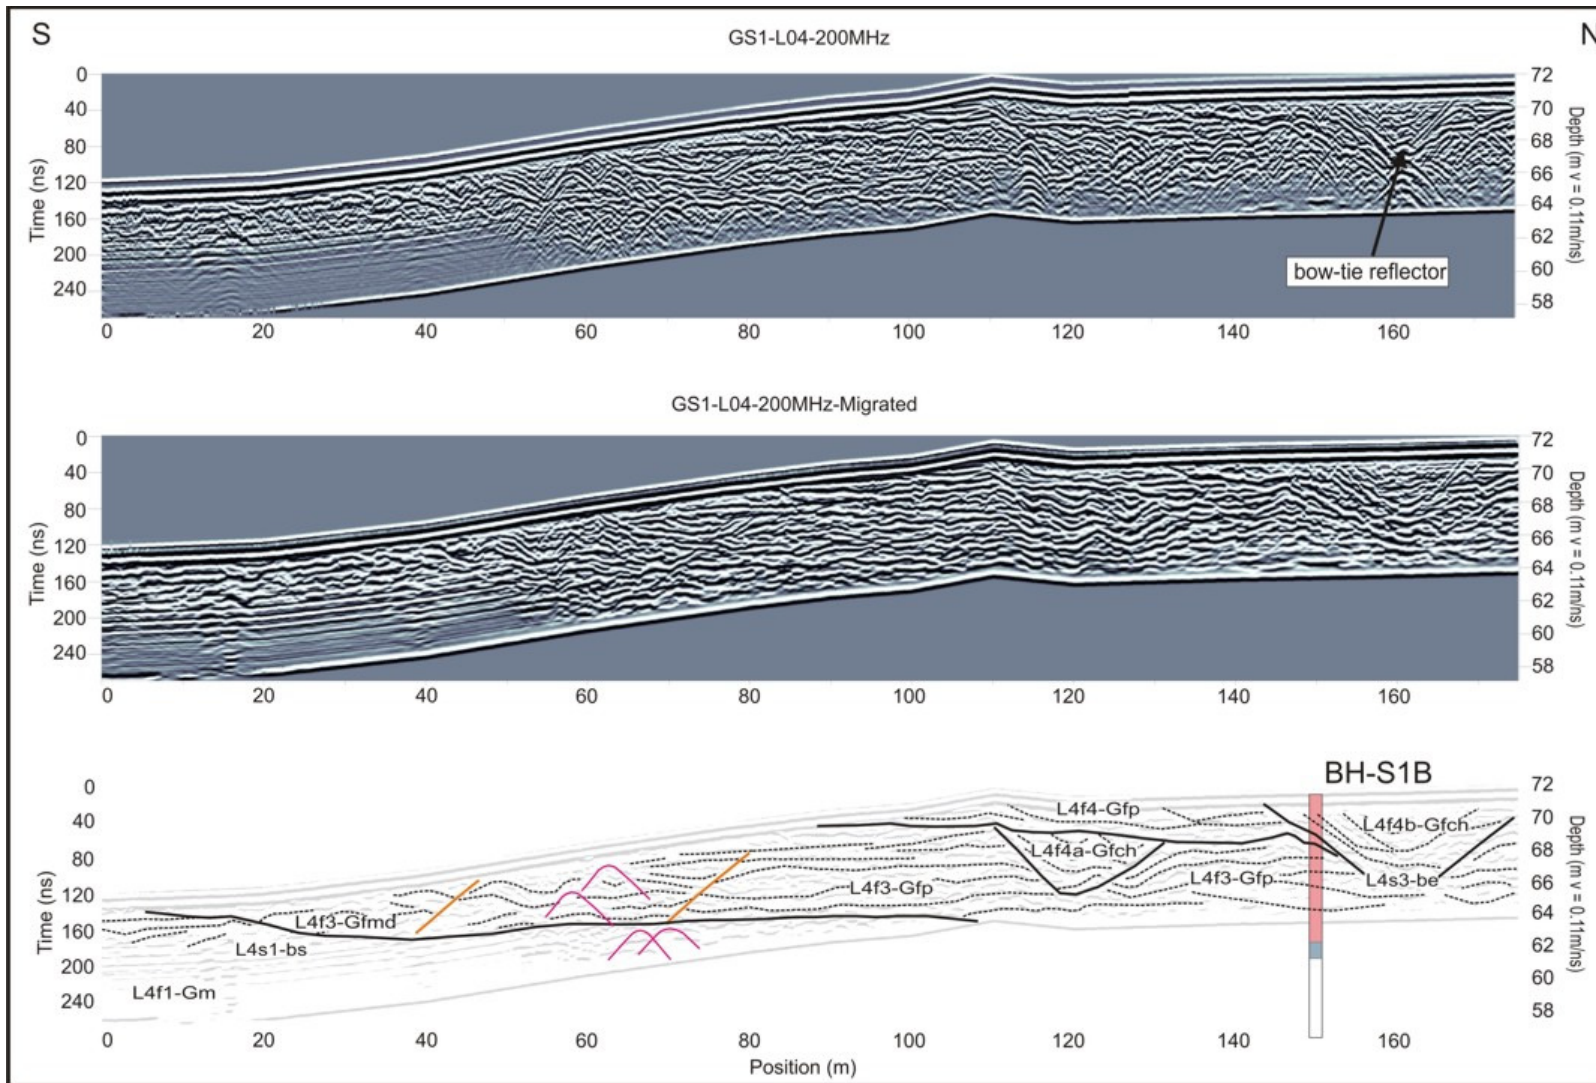 S
N
GS1-L04-200MHz
0
40
80
120
160
200
240
Time (ns)
72
70
68
66
64
62
60
58
Depth (m v = 0.11m/ns)
bow-tie reflector
0 20 40 60 80 100 120 140 160
GS1-L04-200MHz-Migrated
0
40
80
120
160
200
240
Time (ns)
72
70
68
66
64
62
60
58
Depth (m v = 0.11m/ns)
0 20 40 60 80 100 120 140 160
BH-S1B
0
40
80
120
160
200
240
Time (ns)
72
70
68
66
64
62
60
58
Depth (m v = 0.11m/ns)
L4f4-Gfp
L4f4b-Gfch
L4f4a-Gfch
L4f3-Gfp
L4f3-Gfp
L4s3-be
L4f3-Gfmd
L4s1-bs
L4f1-Gm
0 20 40 60 80 100 120 140 160
Position (m)